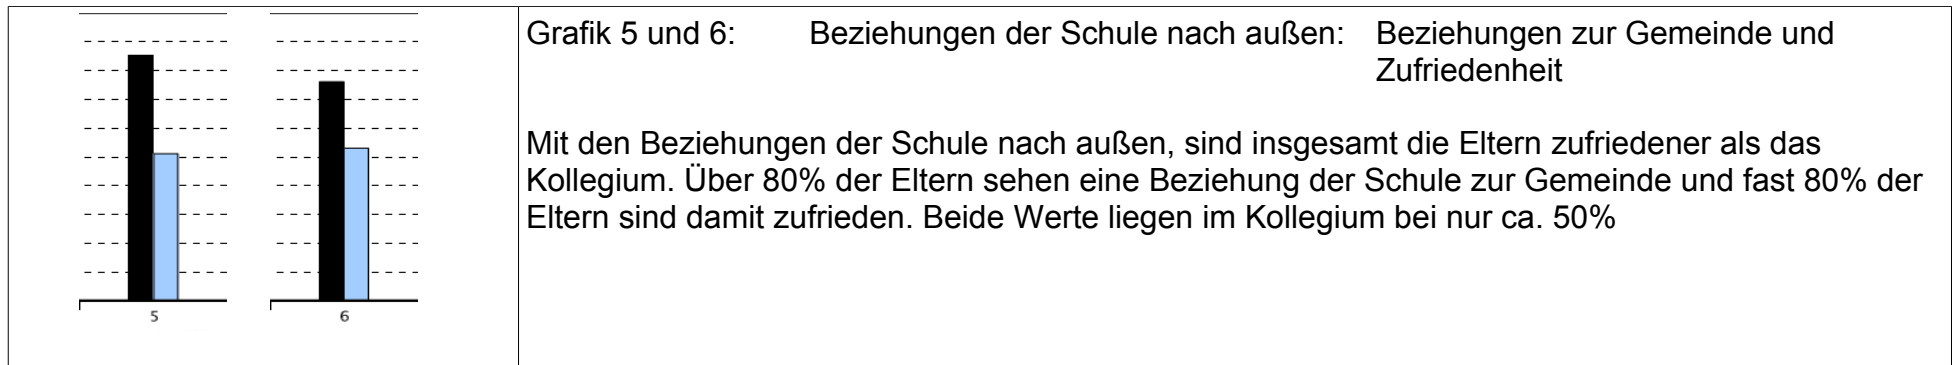 Grafik 5 und 6: Beziehungen der Schule nach außen: Beziehungen zur Gemeinde und
Zufriedenheit
Mit den Beziehungen der Schule nach außen, sind insgesamt die Eltern zufriedener als das
Kollegium. Über 80% der Eltern sehen eine Beziehung der Schule zur Gemeinde und fast 80% der
Eltern sind damit zufrieden. Beide Werte liegen im Kollegium bei nur ca. 50%
5
6